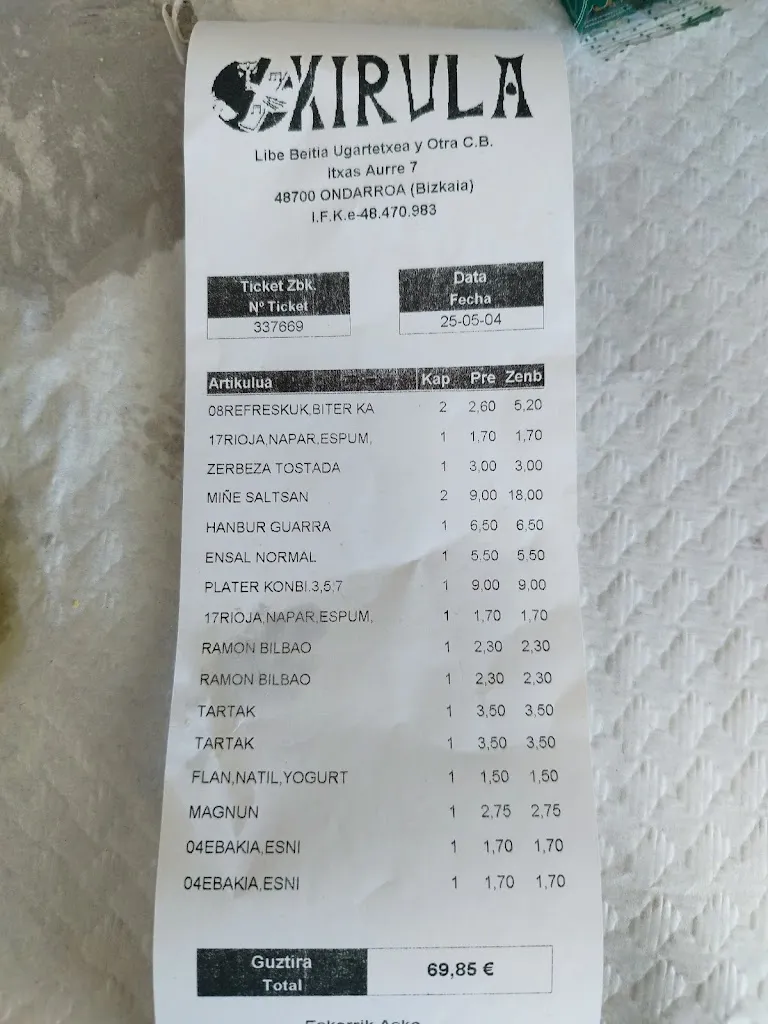 XIRULA
Libe Beitia Ugartetxea y Otra C.B.
Itxas Aurre 7
48700 ONDARROA (Bizkaia)
I.F.K.e-48.470.983
Ticket Zbk.
Nº Ticket
337669
Data
Fecha
25-05-04
Artikulua Kap Pre Zenb
08REFRESKUK,BITER KA 2 2,60 5,20
17RIOJA,NAPAR,ESPUM, 1 1,70 1,70
ZERBEZA TOSTADA 1 3,00 3,00
MIÑE SALTSAN 2 9,00 18,00
HANBUR GUARRA 1 6,50 6,50
ENSAL NORMAL 1 5,50 5,50
PLATER KONBI.3,5,7 1 9,00 9,00
17RIOJA,NAPAR,ESPUM, 1 1,70 1,70
RAMON BILBAO 1 2,30 2,30
RAMON BILBAO 1 2,30 2,30
TARTAK 1 3,50 3,50
TARTAK 1 3,50 3,50
FLAN,NATIL,YOGURT 1 1,50 1,50
MAGNUN 1 2,75 2,75
04EBAKIA,ESNI 1 1,70 1,70
04EBAKIA,ESNI 1 1,70 1,70
Guztira
Total
69,85 €
Eskerrik Asko